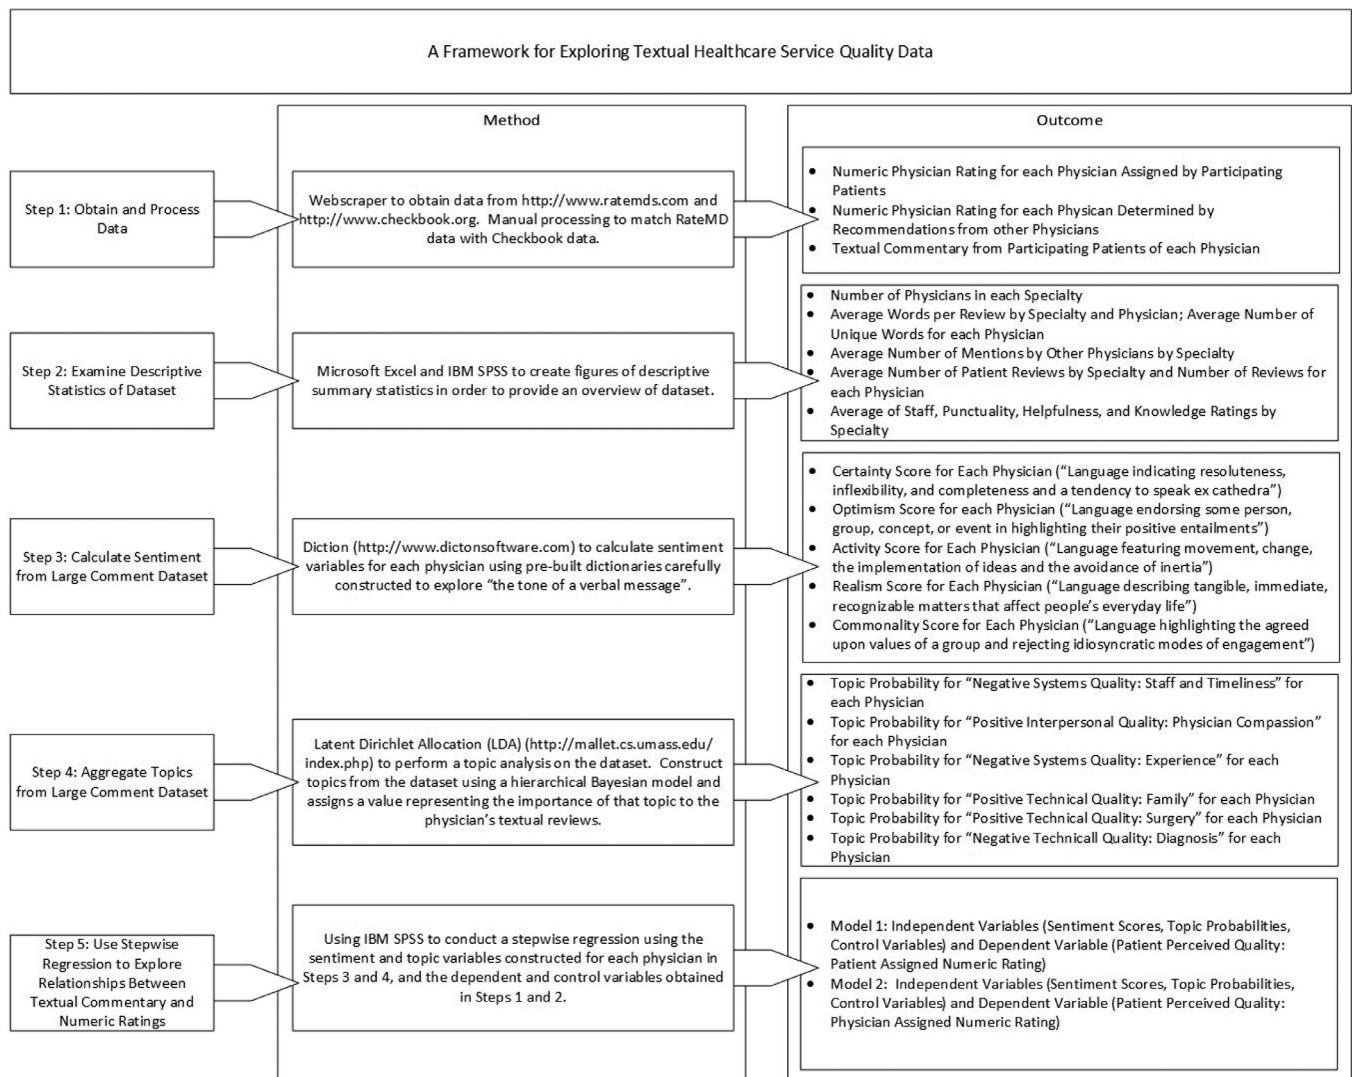 A Framework for Exploring Textual Healthcare Service Quality Data
Method
Outcome
Step 1: Obtain and Process
Data
Webscraper to obtain data from http://www.ratemds.com and
http://www.checkbook.org.  Manual processing to match RateMD
data with Checkbook data.
• Numeric Physician Rating for each Physician Assigned by Participating
Patients
• Numeric Physician Rating for each Physican Determined by
Recommendations from other Physicians
• Textual Commentary from Participating Patients of each Physician
Step 2: Examine Descriptive
Statistics of Dataset
Microsoft Excel and IBM SPSS to create figures of descriptive
summary statistics in order to provide an overview of dataset.
• Number of Physicians in each Specialty
• Average Words per Review by Specialty and Physician; Average Number of
Unique Words for each Physician
• Average Number of Mentions by Other Physicians by Specialty
• Average Number of Patient Reviews by Specialty and Number of Reviews for
each Physician
• Average of Staff, Punctuality, Helpfulness, and Knowledge Ratings by
Specialty
Step 3: Calculate Sentiment
from Large Comment Dataset
Diction (http://www.dictonsoftware.com) to calculate sentiment
variables for each physician using pre-built dictionaries carefully
constructed to explore “the tone of a verbal message”.
• Certainty Score for Each Physician (“Language indicating resoluteness,
inflexibility, and completeness and a tendency to speak ex cathedra”)
• Optimism Score for each Physician (“Language endorsing some person,
group, concept, or event in highlighting their positive entailments”)
• Activity Score for Each Physician (“Language featuring movement, change,
the implementation of ideas and the avoidance of inertia”)
• Realism Score for Each Physician (“Language describing tangible, immediate,
recognizable matters that affect people’s everyday life”)
• Commonality Score for Each Physician (“Language highlighting the agreed
upon values of a group and rejecting idiosyncratic modes of engagement”)
Step 4: Aggregate Topics
from Large Comment Dataset
Latent Dirichlet Allocation (LDA) (http://mallet.cs.umass.edu/
index.php) to perform a topic analysis on the dataset.  Construct
topics from the dataset using a hierarchical Bayesian model and
assigns a value representing the importance of that topic to the
physician’s textual reviews.
• Topic Probability for “Negative Systems Quality: Staff and Timeliness” for
each Physician
• Topic Probability for “Positive Interpersonal Quality: Physician Compassion”
for each Physician
• Topic Probability for “Negative Systems Quality: Experience” for each
Physician
• Topic Probability for “Positive Technical Quality: Family” for each Physician
• Topic Probability for “Positive Technical Quality: Surgery” for each Physician
• Topic Probability for “Negative Technicall Quality: Diagnosis” for each
Physician
Step 5: Use Stepwise
Regression to Explore
Relationships Between
Textual Commentary and
Numeric Ratings
Using IBM SPSS to conduct a stepwise regression using the
sentiment and topic variables constructed for each physician in
Steps 3 and 4, and the dependent and control variables obtained
in Steps 1 and 2.
• Model 1: Independent Variables (Sentiment Scores, Topic Probabilities,
Control Variables) and Dependent Variable (Patient Perceived Quality:
Patient Assigned Numeric Rating)
• Model 2:  Independent Variables (Sentiment Scores, Topic Probabilities,
Control Variables) and Dependent Variable (Patient Perceived Quality:
Physician Assigned Numeric Rating)